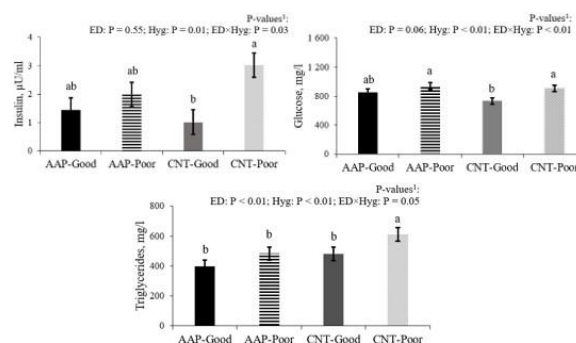 P-values¹:
ED: P = 0.55; Hyg: P = 0.01; ED×Hyg: P = 0.03
Insulin, µU/ml
5
4
3
2
1
0
ab
ab
b
a
AAP-Good AAP-Poor CNT-Good CNT-Poor
P-values¹:
ED: P = 0.06; Hyg: P < 0.01; ED×Hyg: P < 0.01
Glucose, mg/l
1 600
1 200
800
400
0
ab
a
b
a
AAP-Good AAP-Poor CNT-Good CNT-Poor
P-values¹:
ED: P < 0.01; Hyg: P < 0.01; ED×Hyg: P = 0.05
Triglycerides, mg/l
800
600
400
200
0
b
b
b
a
AAP-Good AAP-Poor CNT-Good CNT-Poor